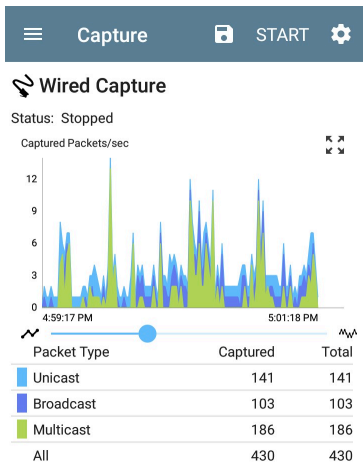 Capture START
Wired Capture
Status: Stopped
Captured Packets/sec
12
9
6
3
0
4:59:17 PM 5:01:18 PM
Packet Type Captured Total
Unicast 141 141
Broadcast 103 103
Multicast 186 186
All 430 430